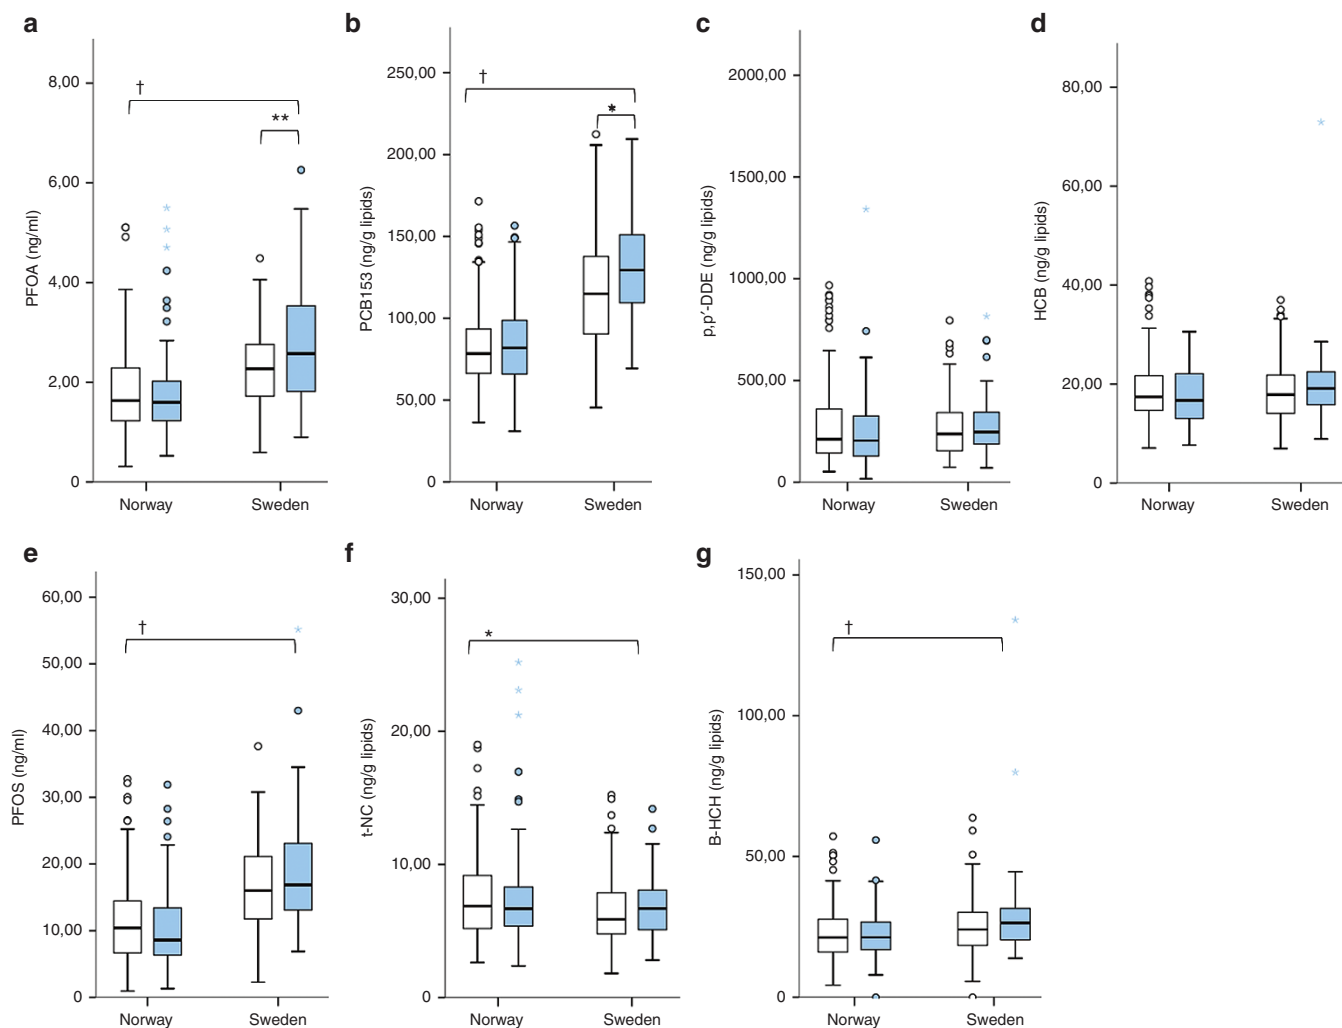 a
PFOA (ng/ml)
8,00
6,00
4,00
2,00
0
†
**
Norway
Sweden
b
PCB153 (ng/g lipids)
250,00
200,00
150,00
100,00
50,00
0
†
*
Norway
Sweden
c
p,p′-DDE (ng/g lipids)
2000,00
1500,00
1000,00
500,00
0
Norway
Sweden
d
HCB (ng/g lipids)
80,00
60,00
40,00
20,00
0
Norway
Sweden
e
PFOS (ng/ml)
60,00
50,00
40,00
30,00
20,00
10,00
0
†
Norway
Sweden
f
t-NC (ng/g lipids)
30,00
20,00
10,00
0
*
Norway
Sweden
g
B-HCH (ng/g lipids)
150,00
100,00
50,00
0
†
Norway
Sweden